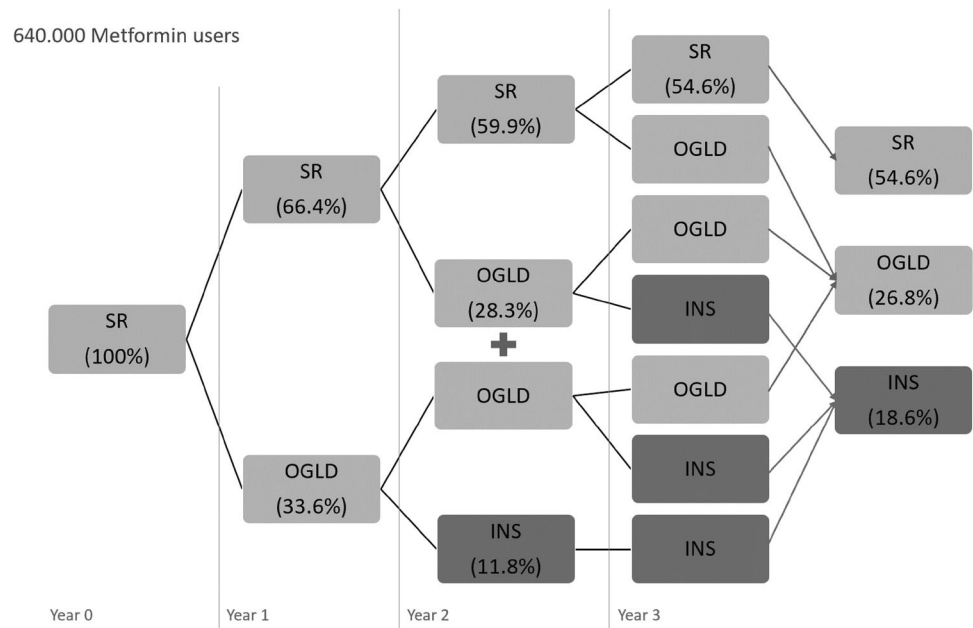 640.000 Metformin users
SR
(100%)
SR
(66.4%)
OGLD
(33.6%)
SR
(59.9%)
OGLD
(28.3%)
+
OGLD
INS
(11.8%)
SR
(54.6%)
OGLD
OGLD
INS
OGLD
INS
INS
SR
(54.6%)
OGLD
(26.8%)
INS
(18.6%)
Year 0
Year 1
Year 2
Year 3